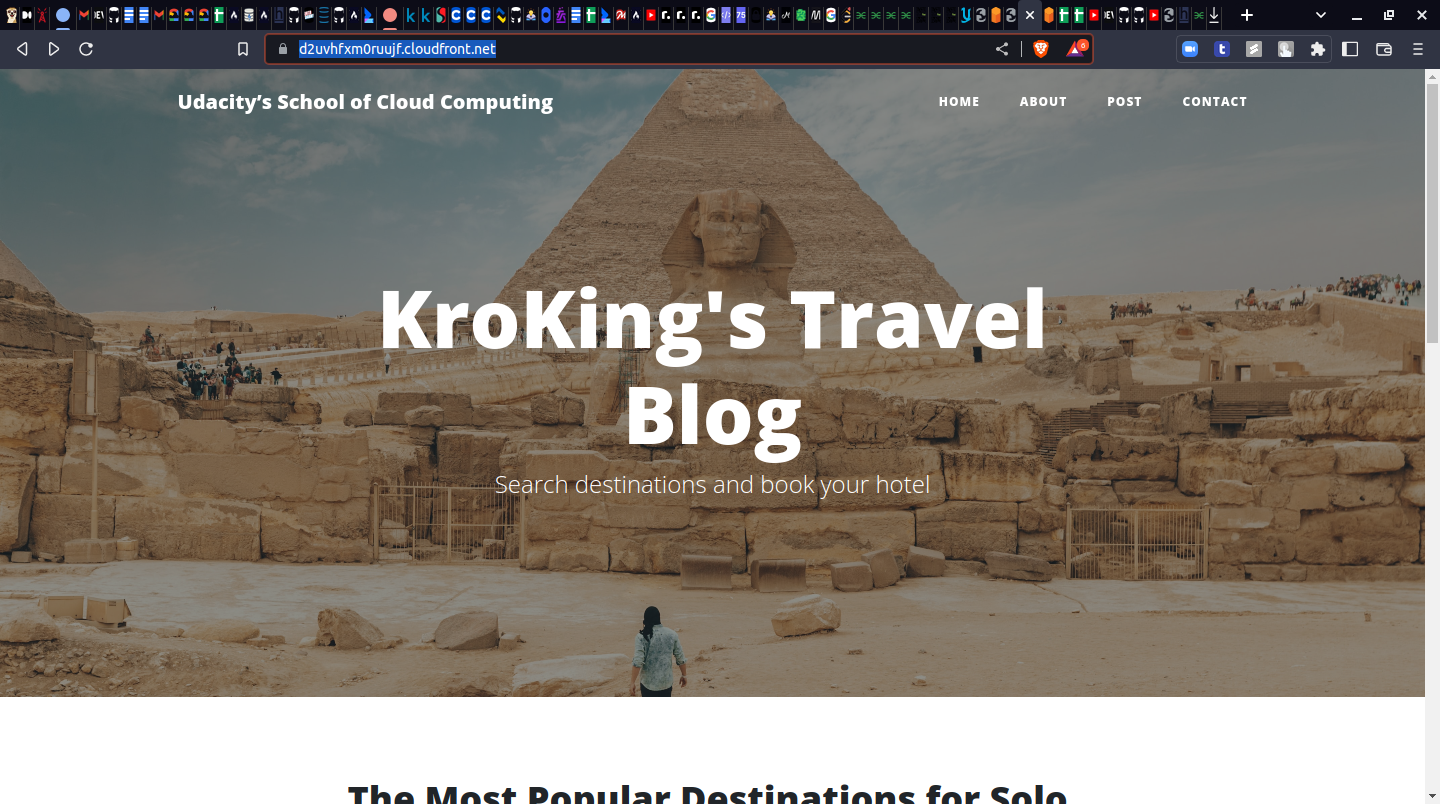 d2uvhfxm0ruujf.cloudfront.net
6
Udacity’s School of Cloud Computing
HOME ABOUT POST CONTACT
KroKing's Travel
Blog
Search destinations and book your hotel
The Most Popular Destinations for Solo